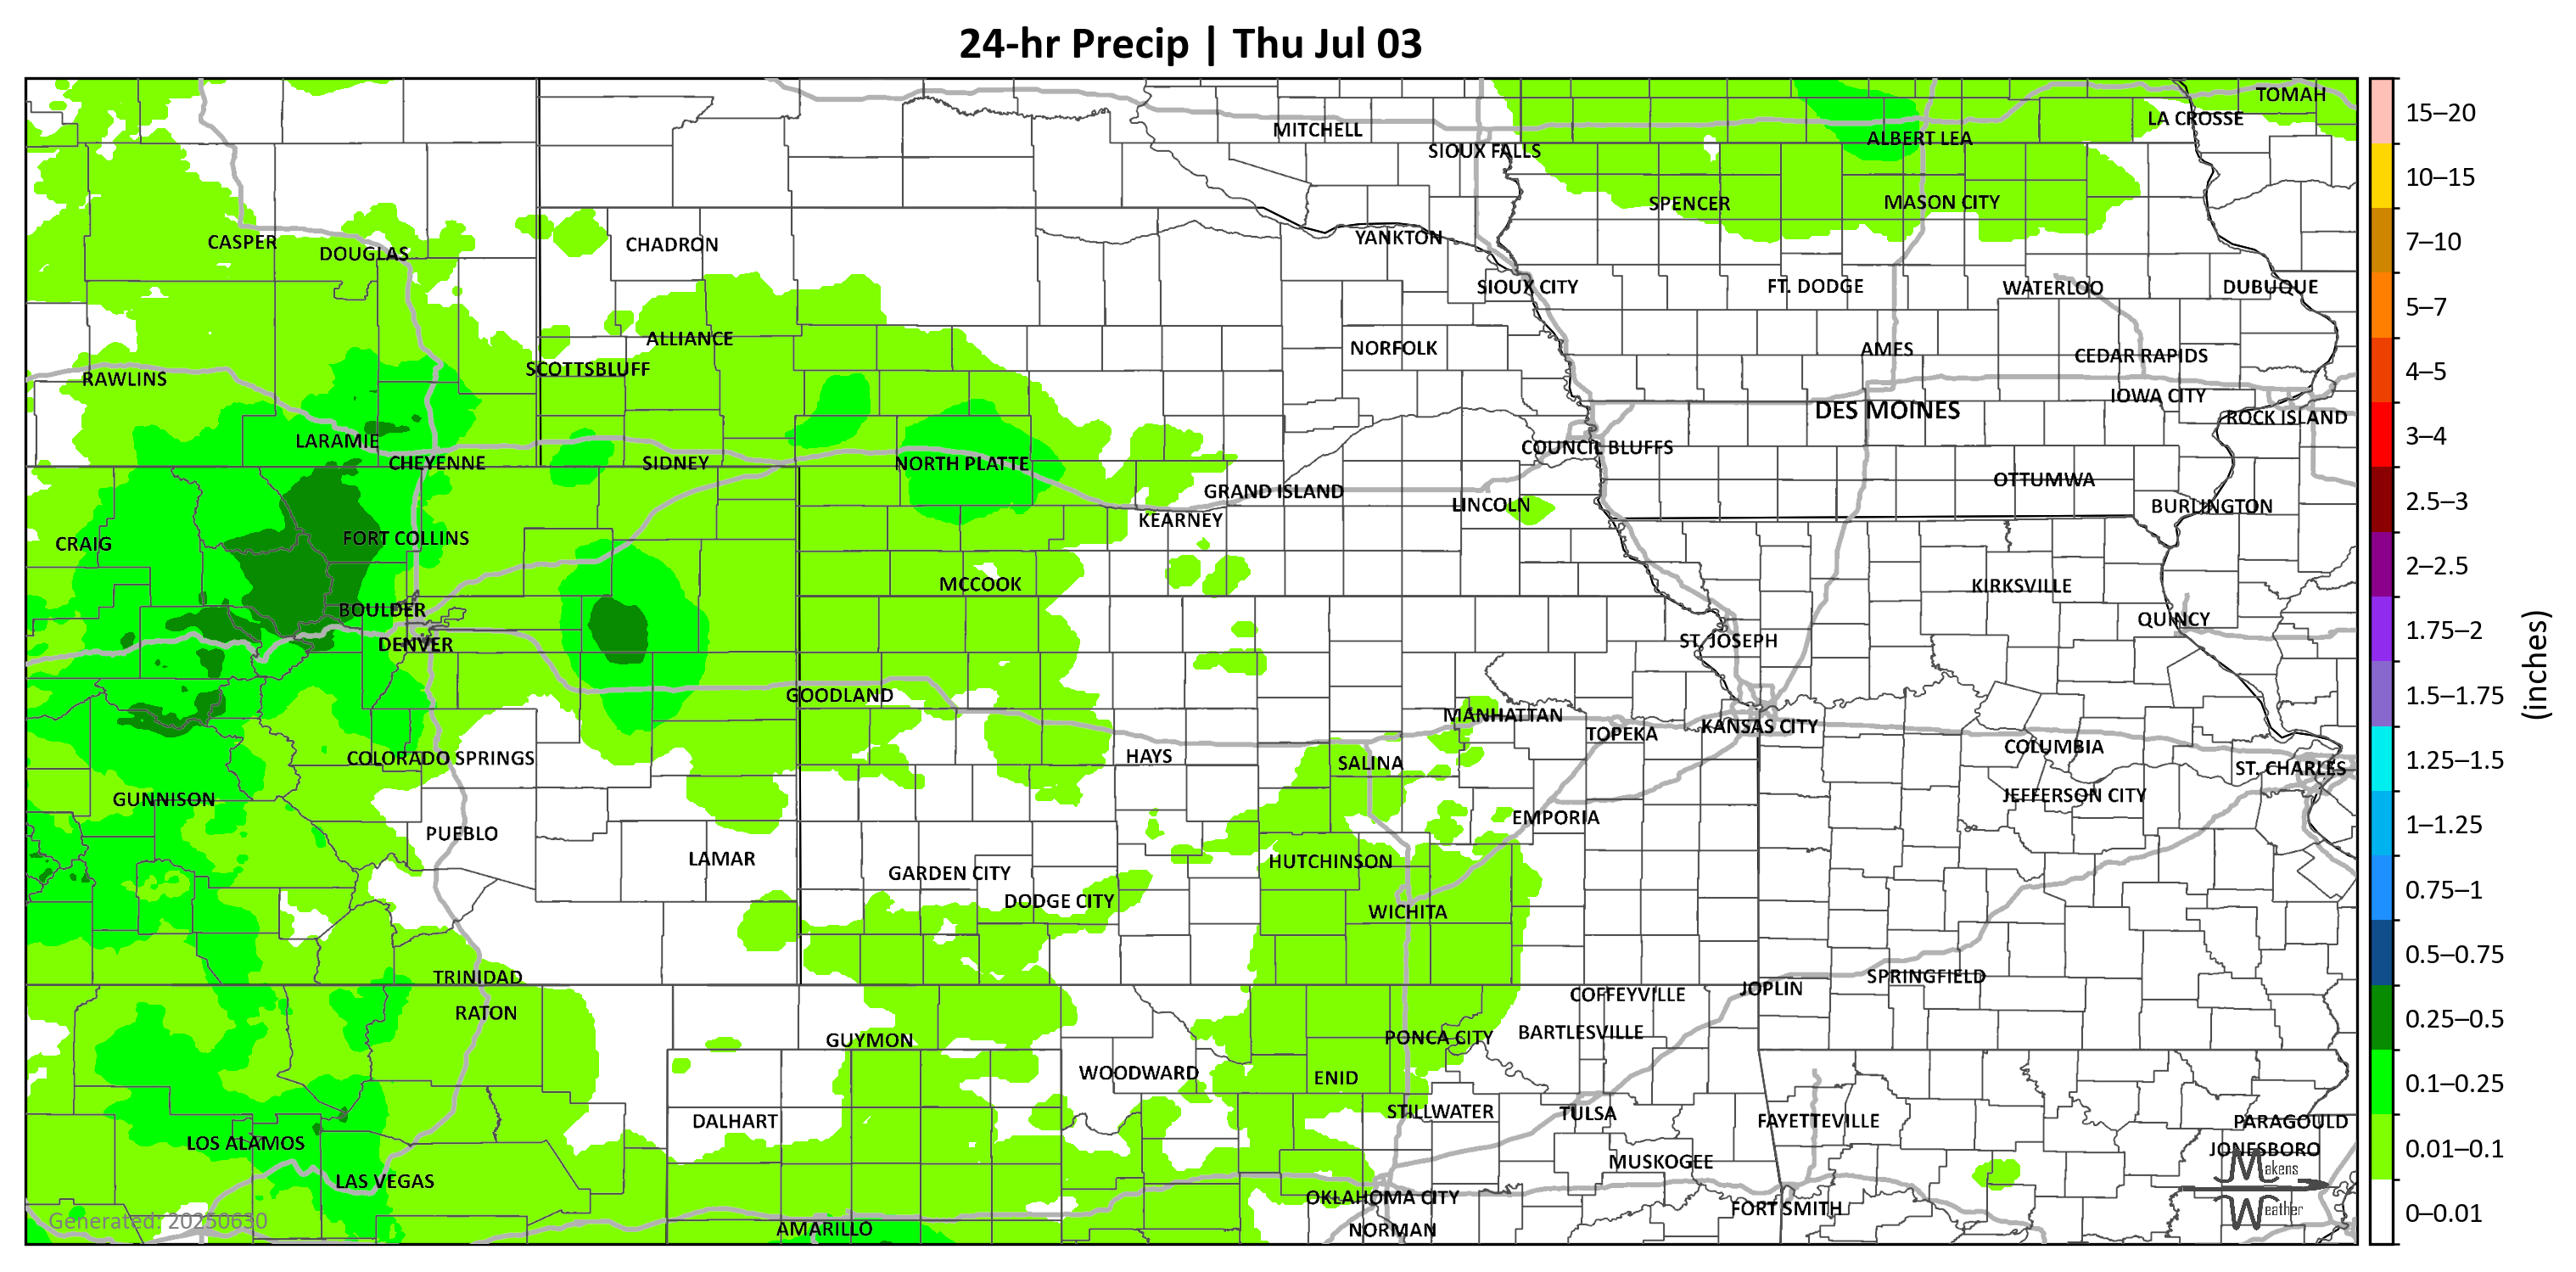 24-hr Precip | Thu Jul 03
TOMAH
LA CROSSE
MITCHELL
ALBERT LEA
SIOUX FALLS
SPENCER
MASON CITY
CASPER
DOUGLAS
CHADRON
YANKTON
SIOUX CITY
FT. DODGE
WATERLOO
DUBUQUE
ALLIANCE
NORFOLK
AMES
CEDAR RAPIDS
RAWLINS
SCOTTSBLUFF
IOWA CITY
DES MOINES
ROCK ISLAND
LARAMIE
COUNCIL BLUFFS
CHEYENNE
SIDNEY
NORTH PLATTE
OTTUMWA
GRAND ISLAND
LINCOLN
BURLINGTON
KEARNEY
CRAIG
FORT COLLINS
MCCOOK
KIRKSVILLE
BOULDER
QUINCY
DENVER
ST. JOSEPH
GOODLAND
MANHATTAN
TOPEKA
KANSAS CITY
COLUMBIA
COLORADO SPRINGS
HAYS
SALINA
ST. CHARLES
GUNNISON
JEFFERSON CITY
EMPORIA
PUEBLO
LAMAR
HUTCHINSON
GARDEN CITY
DODGE CITY
WICHITA
TRINIDAD
SPRINGFIELD
JOPLIN
COFFEYVILLE
RATON
GUYMON
PONCA CITY
BARTLESVILLE
WOODWARD
ENID
DALHART
STILLWATER
TULSA
FAYETTEVILLE
PARAGOULD
LOS ALAMOS
JONESBORO
MUSKOGEE
LAS VEGAS
OKLAHOMA CITY
FORT SMITH
AMARILLO
NORMAN
Generated: 20250630
Makens
Weather
15–20
10–15
7–10
5–7
4–5
3–4
2.5–3
2–2.5
1.75–2
1.5–1.75
1.25–1.5
1–1.25
0.75–1
0.5–0.75
0.25–0.5
0.1–0.25
0.01–0.1
0–0.01
(inches)